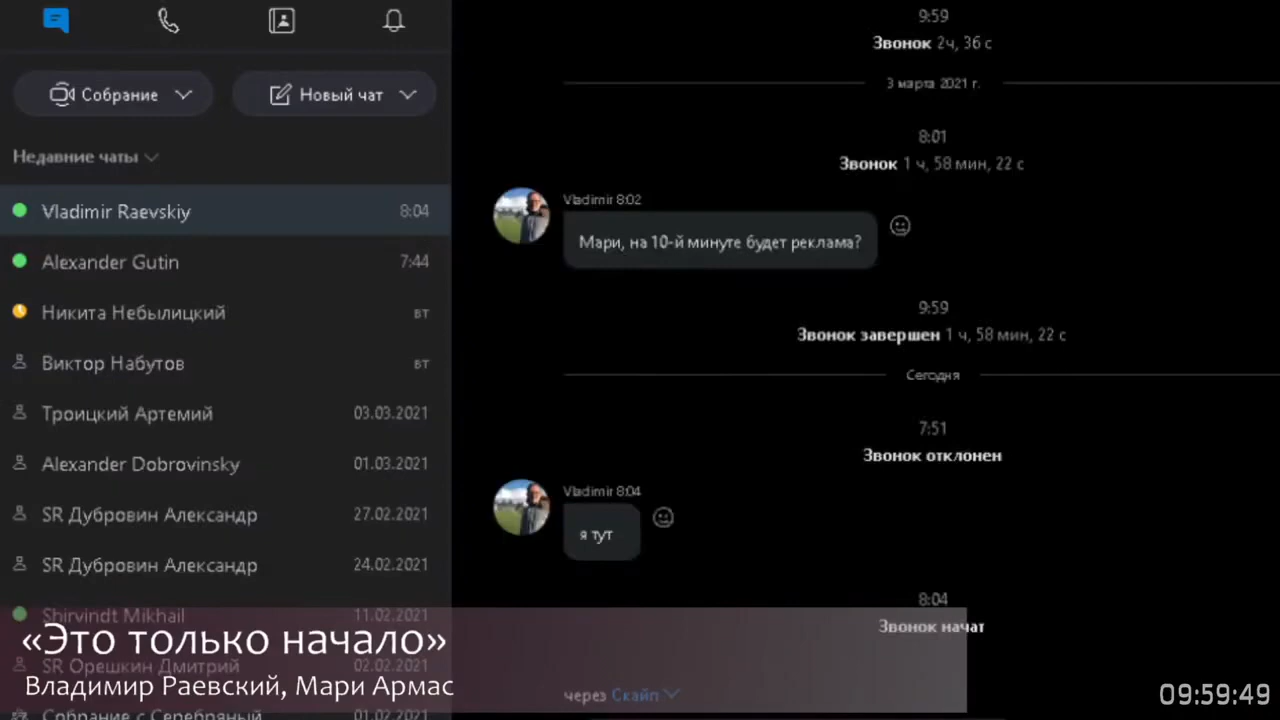 Собрание
Новый чат
Недавние чаты
Vladimir Raevskiy 8:04
Alexander Gutin 7:44
Никита Небылицкий вт
Виктор Набутов вт
Троицкий Артемий 03.03.2021
Alexander Dobrovinsky 01.03.2021
SR Дубровин Александр 27.02.2021
SR Дубровин Александр 24.02.2021
Shirvindt Mikhail 11.02.2021
SR Орешкин Дмитрий 02.02.2021
Собрание с Серебряный 01.02.2021
9:59
Звонок 2ч, 36 с
3 марта 2021 г.
8:01
Звонок 1 ч, 58 мин, 22 с
Vladimir 8:02
Мари, на 10-й минуте будет реклама?
9:59
Звонок завершен 1 ч, 58 мин, 22 с
Сегодня
7:51
Звонок отклонен
Vladimir 8:04
я тут
8:04
Звонок начат
через Скайп
«Это только начало»
Владимир Раевский, Мари Армас
09:59:49